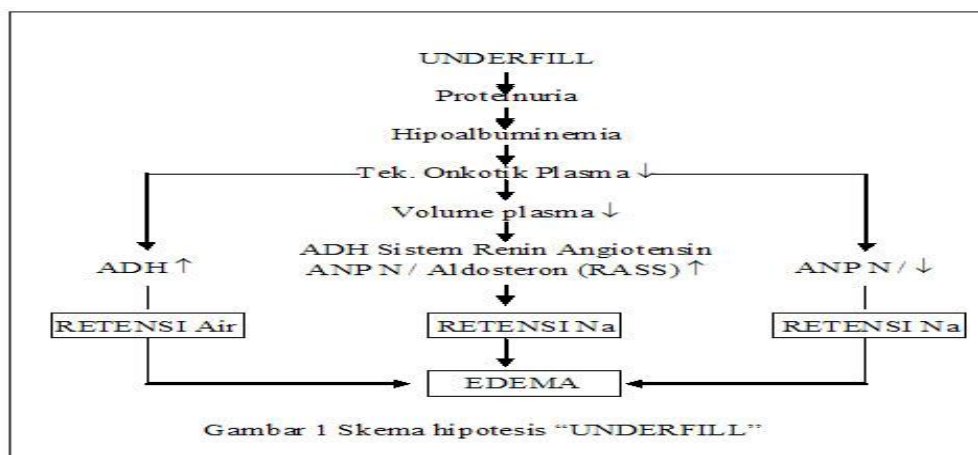 UNDERFILL
Proteinuria
Hipoalbuminemia
Tek. Onkotik Plasma ↓
Volume plasma ↓
ADH ↑
ADH Sistem Renin Angiotensin
ANP N / Aldosteron (RASS) ↑
ANP N / ↓
RETENSI Air
RETENSI Na
RETENSI Na
EDEMA
Gambar 1 Skema hipotesis “UNDERFILL”